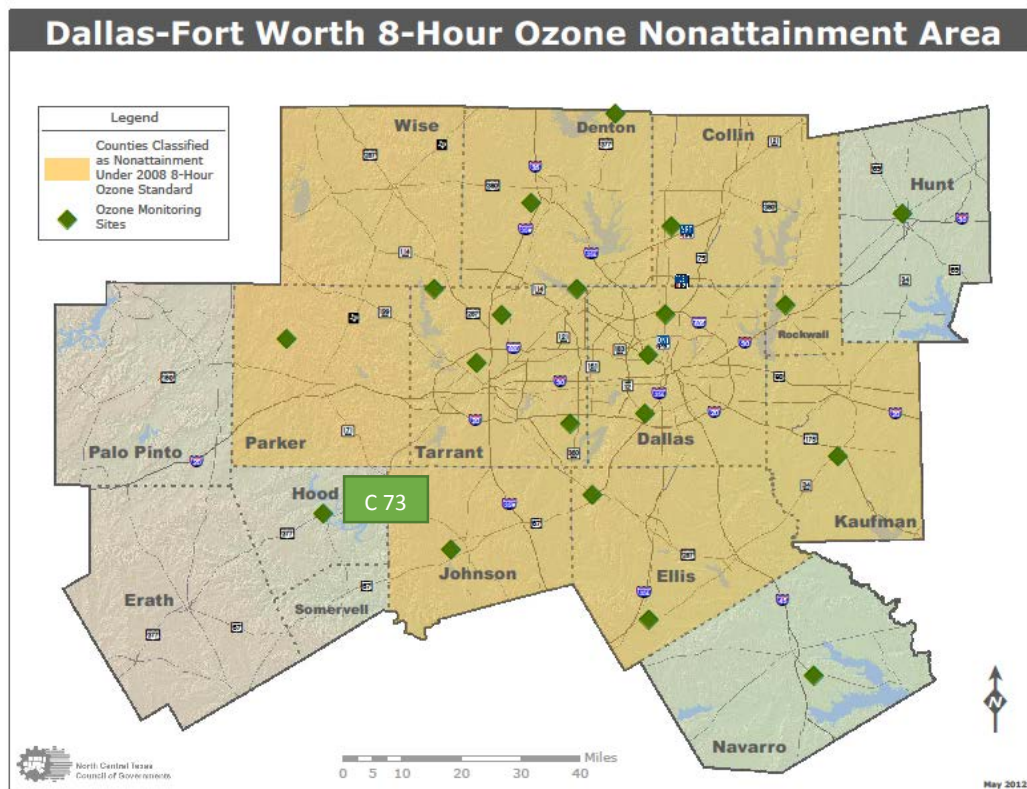 Dallas-Fort Worth 8-Hour Ozone Nonattainment Area
Legend
Counties Classified
as Nonattainment
Under 2008 8-Hour
Ozone Standard
Ozone Monitoring
Sites
Wise
Denton
Collin
Hunt
Rockwall
Palo Pinto
Parker
Tarrant
Dallas
Kaufman
Hood
C 73
Johnson
Ellis
Erath
Somervell
Navarro
Miles
0 5 10 20 30 40
N
North Central Texas
Council of Governments
May 2012